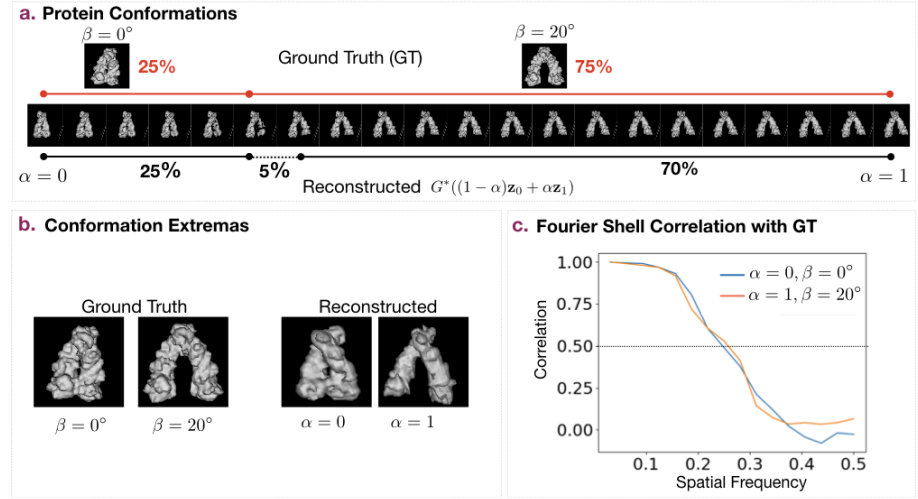 a. Protein Conformations
β = 0°
25%
Ground Truth (GT)
β = 20°
75%
α = 0
25%
5%
70%
α = 1
Reconstructed G*((1 − α)z₀ + αz₁)
b. Conformation Extremas
Ground Truth
Reconstructed
β = 0°
β = 20°
α = 0
α = 1
c. Fourier Shell Correlation with GT
α = 0, β = 0°
α = 1, β = 20°
Correlation
1.00
0.75
0.50
0.25
0.00
0.1 0.2 0.3 0.4 0.5
Spatial Frequency